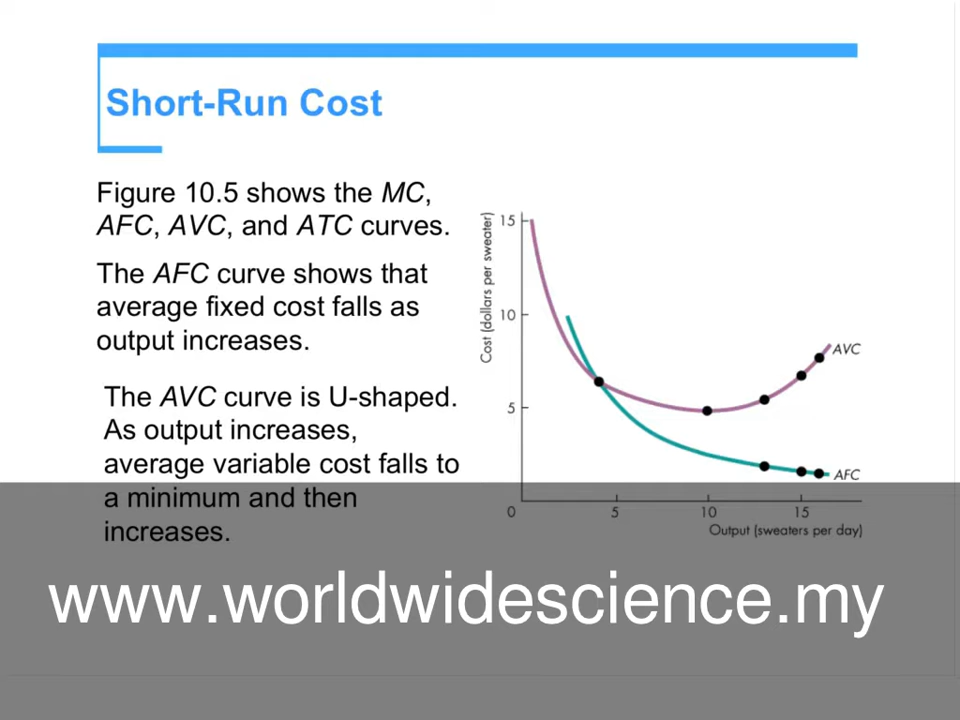 Short-Run Cost
Figure 10.5 shows the MC,
AFC, AVC, and ATC curves.
The AFC curve shows that
average fixed cost falls as
output increases.
The AVC curve is U-shaped.
As output increases,
average variable cost falls to
a minimum and then
increases.
Cost (dollars per sweater)
15
10
5
0
5
10
15
AVC
AFC
Output (sweaters per day)
www.worldwidescience.my